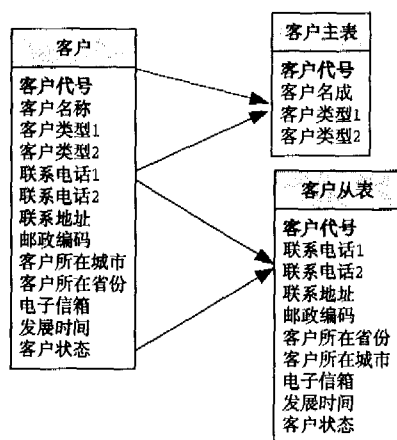 客户
客户代号
客户名称
客户类型1
客户类型2
联系电话1
联系电话2
联系地址
邮政编码
客户所在城市
客户所在省份
电子信箱
发展时间
客户状态
客户主表
客户代号
客户名成
客户类型1
客户类型2
客户从表
客户代号
联系电话1
联系电话2
联系地址
邮政编码
客户所在省份
客户所在城市
电子信箱
发展时间
客户状态